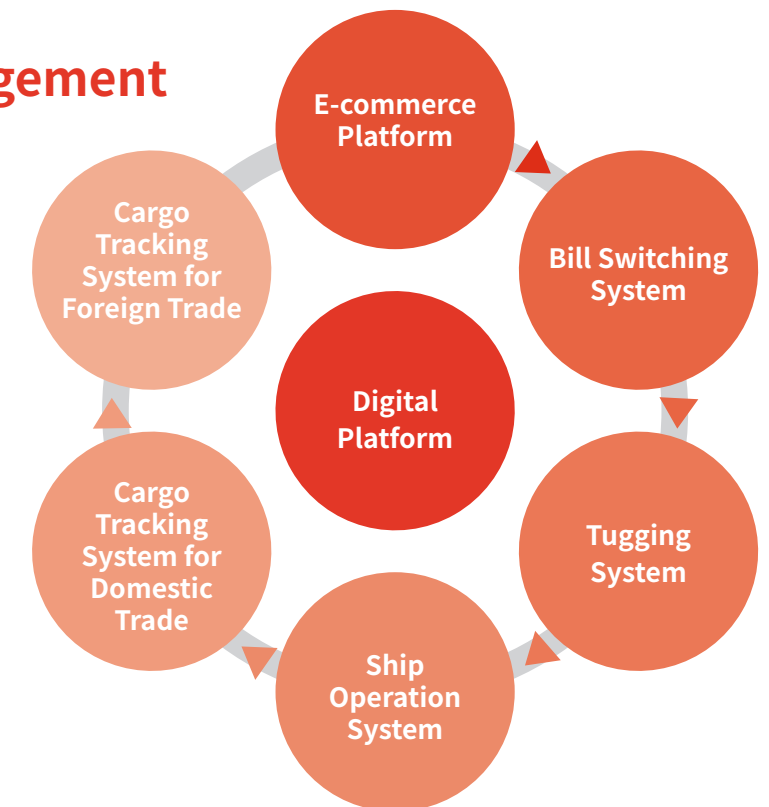 gement
E-commerce
Platform
Bill Switching
System
Tugging
System
Ship
Operation
System
Cargo
Tracking
System for
Domestic
Trade
Cargo
Tracking
System for
Foreign Trade
Digital
Platform